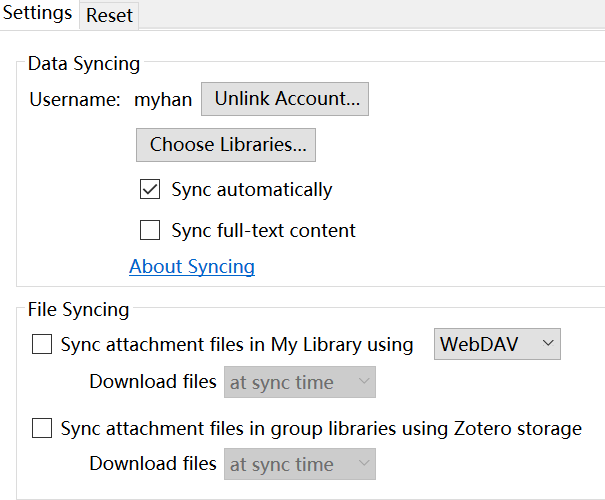 Settings Reset
Data Syncing
Username: myhan Unlink Account...
Choose Libraries...
Sync automatically
Sync full-text content
About Syncing
File Syncing
Sync attachment files in My Library using WebDAV
Download files at sync time
Sync attachment files in group libraries using Zotero storage
Download files at sync time